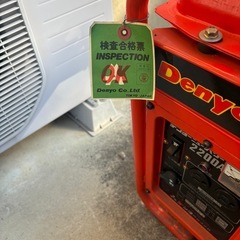 検査合格票
INSPECTION
OK
Denyo Co.,Ltd
Denyo
2200